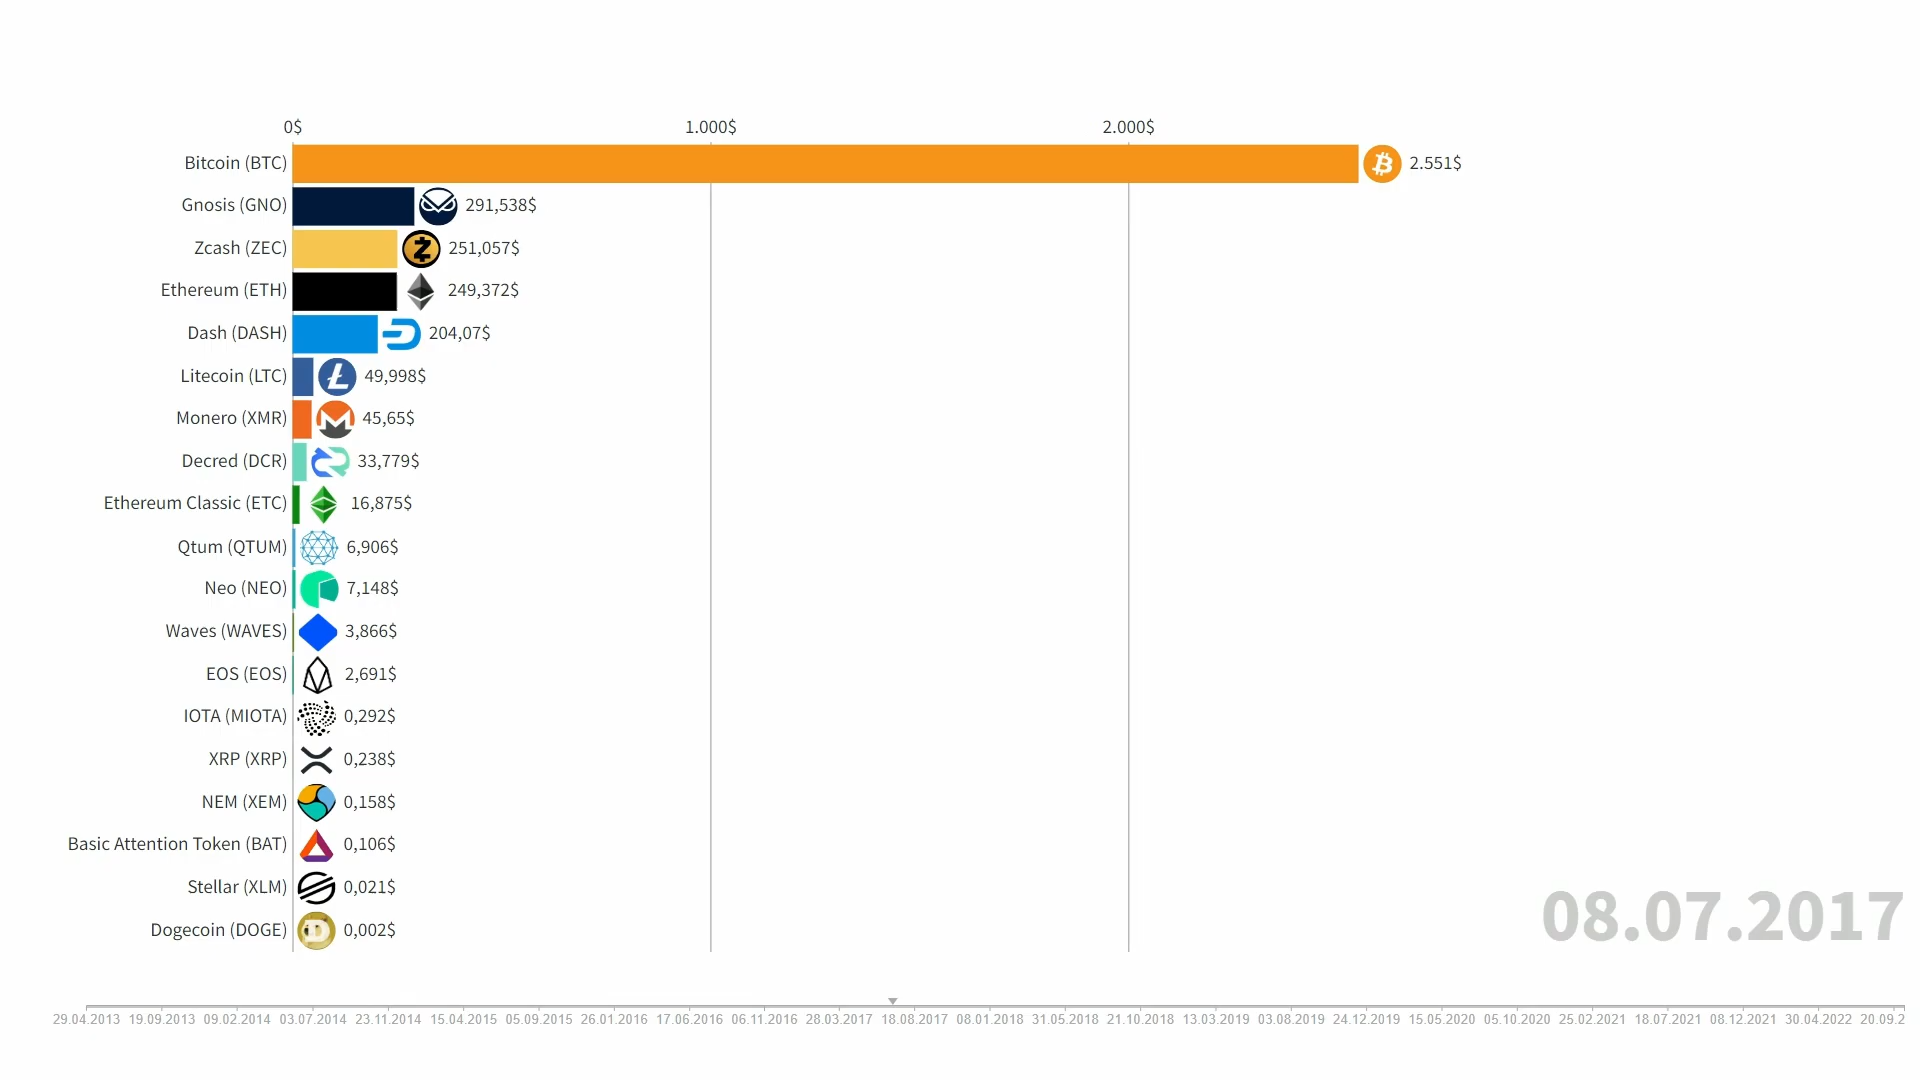 0$ 1.000$ 2.000$
Bitcoin (BTC) 2.551$
Gnosis (GNO) 291,538$
Zcash (ZEC) 251,057$
Ethereum (ETH) 249,372$
Dash (DASH) 204,07$
Litecoin (LTC) 49,998$
Monero (XMR) 45,65$
Decred (DCR) 33,779$
Ethereum Classic (ETC) 16,875$
Qtum (QTUM) 6,906$
Neo (NEO) 7,148$
Waves (WAVES) 3,866$
EOS (EOS) 2,691$
IOTA (MIOTA) 0,292$
XRP (XRP) 0,238$
NEM (XEM) 0,158$
Basic Attention Token (BAT) 0,106$
Stellar (XLM) 0,021$
Dogecoin (DOGE) 0,002$
08.07.2017
29.04.2013 19.09.2013 09.02.2014 03.07.2014 23.11.2014 15.04.2015 05.09.2015 26.01.2016 17.06.2016 06.11.2016 28.03.2017 18.08.2017 08.01.2018 31.05.2018 21.10.2018 13.03.2019 03.08.2019 24.12.2019 15.05.2020 05.10.2020 25.02.2021 18.07.2021 08.12.2021 30.04.2022 20.09.2